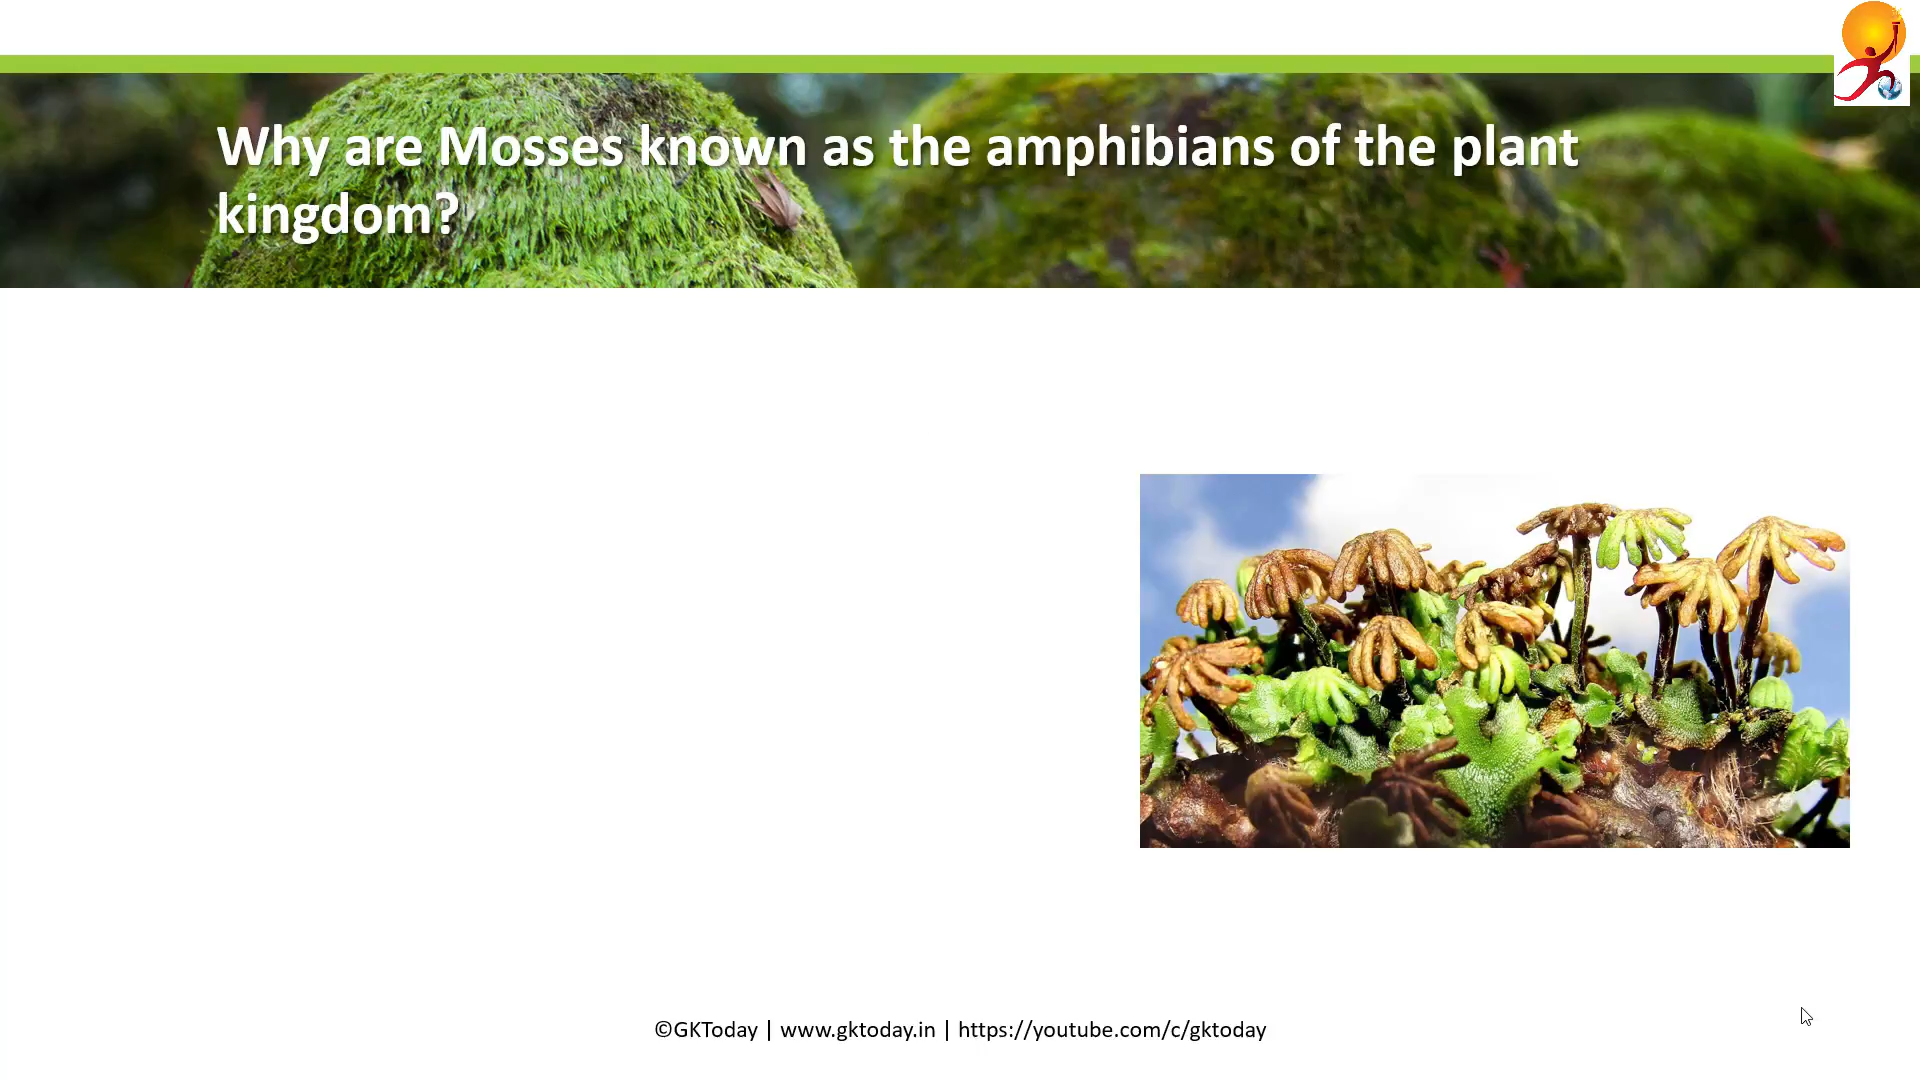 Why are Mosses known as the amphibians of the plant
kingdom?
©GKToday | www.gktoday.in | https://youtube.com/c/gktoday